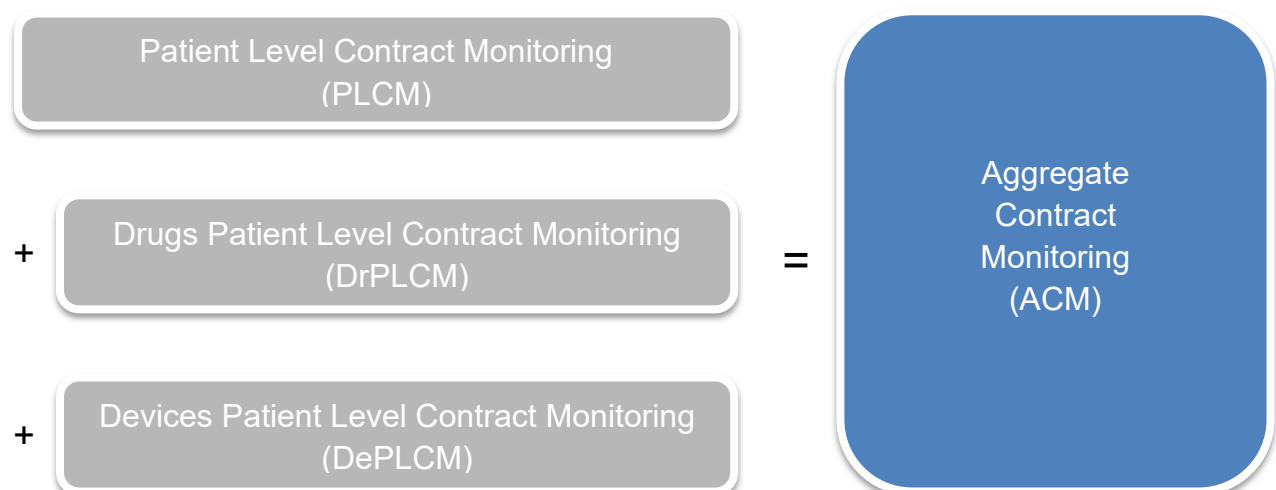 Patient Level Contract Monitoring
(PLCM)
+
Drugs Patient Level Contract Monitoring
(DrPLCM)
+
Devices Patient Level Contract Monitoring
(DePLCM)
=
Aggregate
Contract
Monitoring
(ACM)